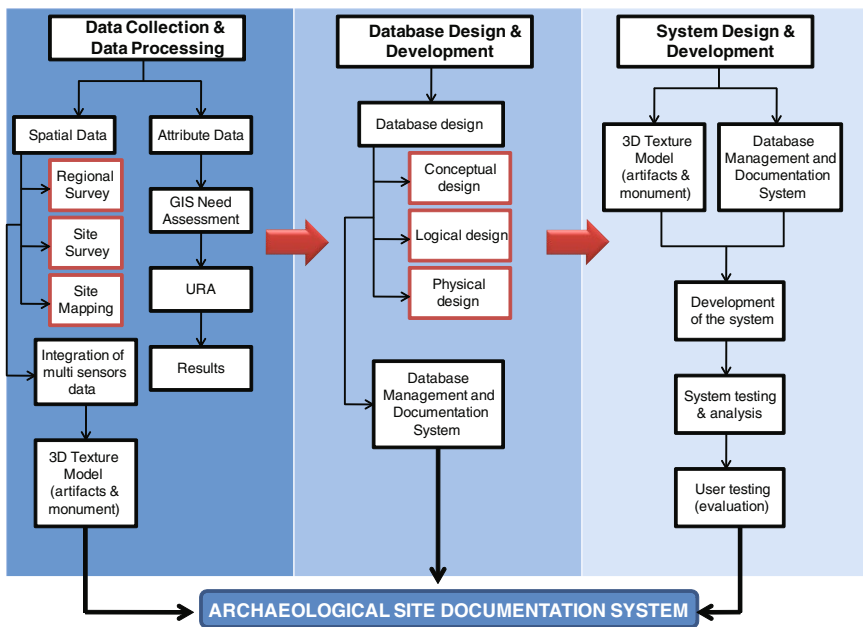 Data Collection &
Data Processing
Spatial Data
Attribute Data
Regional
Survey
Site
Survey
Site
Mapping
GIS Need
Assessment
URA
Results
Integration of
multi sensors
data
3D Texture
Model
(artifacts &
monument)
Database Design &
Development
Database design
Conceptual
design
Logical design
Physical
design
Database
Management and
Documentation
System
System Design &
Development
3D Texture
Model
(artifacts &
monument)
Database
Management and
Documentation
System
Development
of the system
System testing
& analysis
User testing
(evaluation)
ARCHAEOLOGICAL SITE DOCUMENTATION SYSTEM